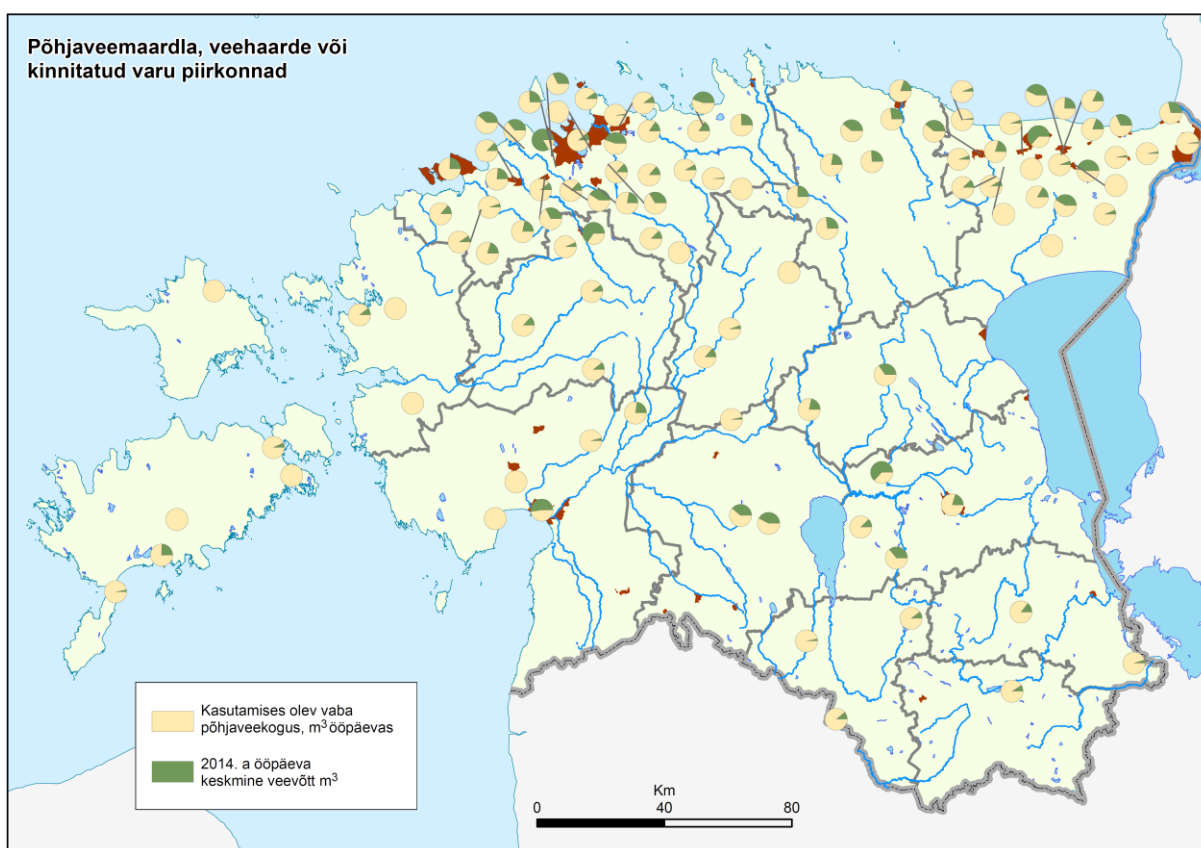 Põhjaveemaardla, veehaarde või
kinnitatud varu piirkonnad
Kasutamises olev vaba
põhjaveekogus, m³ ööpäevas
2014. a ööpäeva
keskmine veevõtt m³
Km
0 40 80